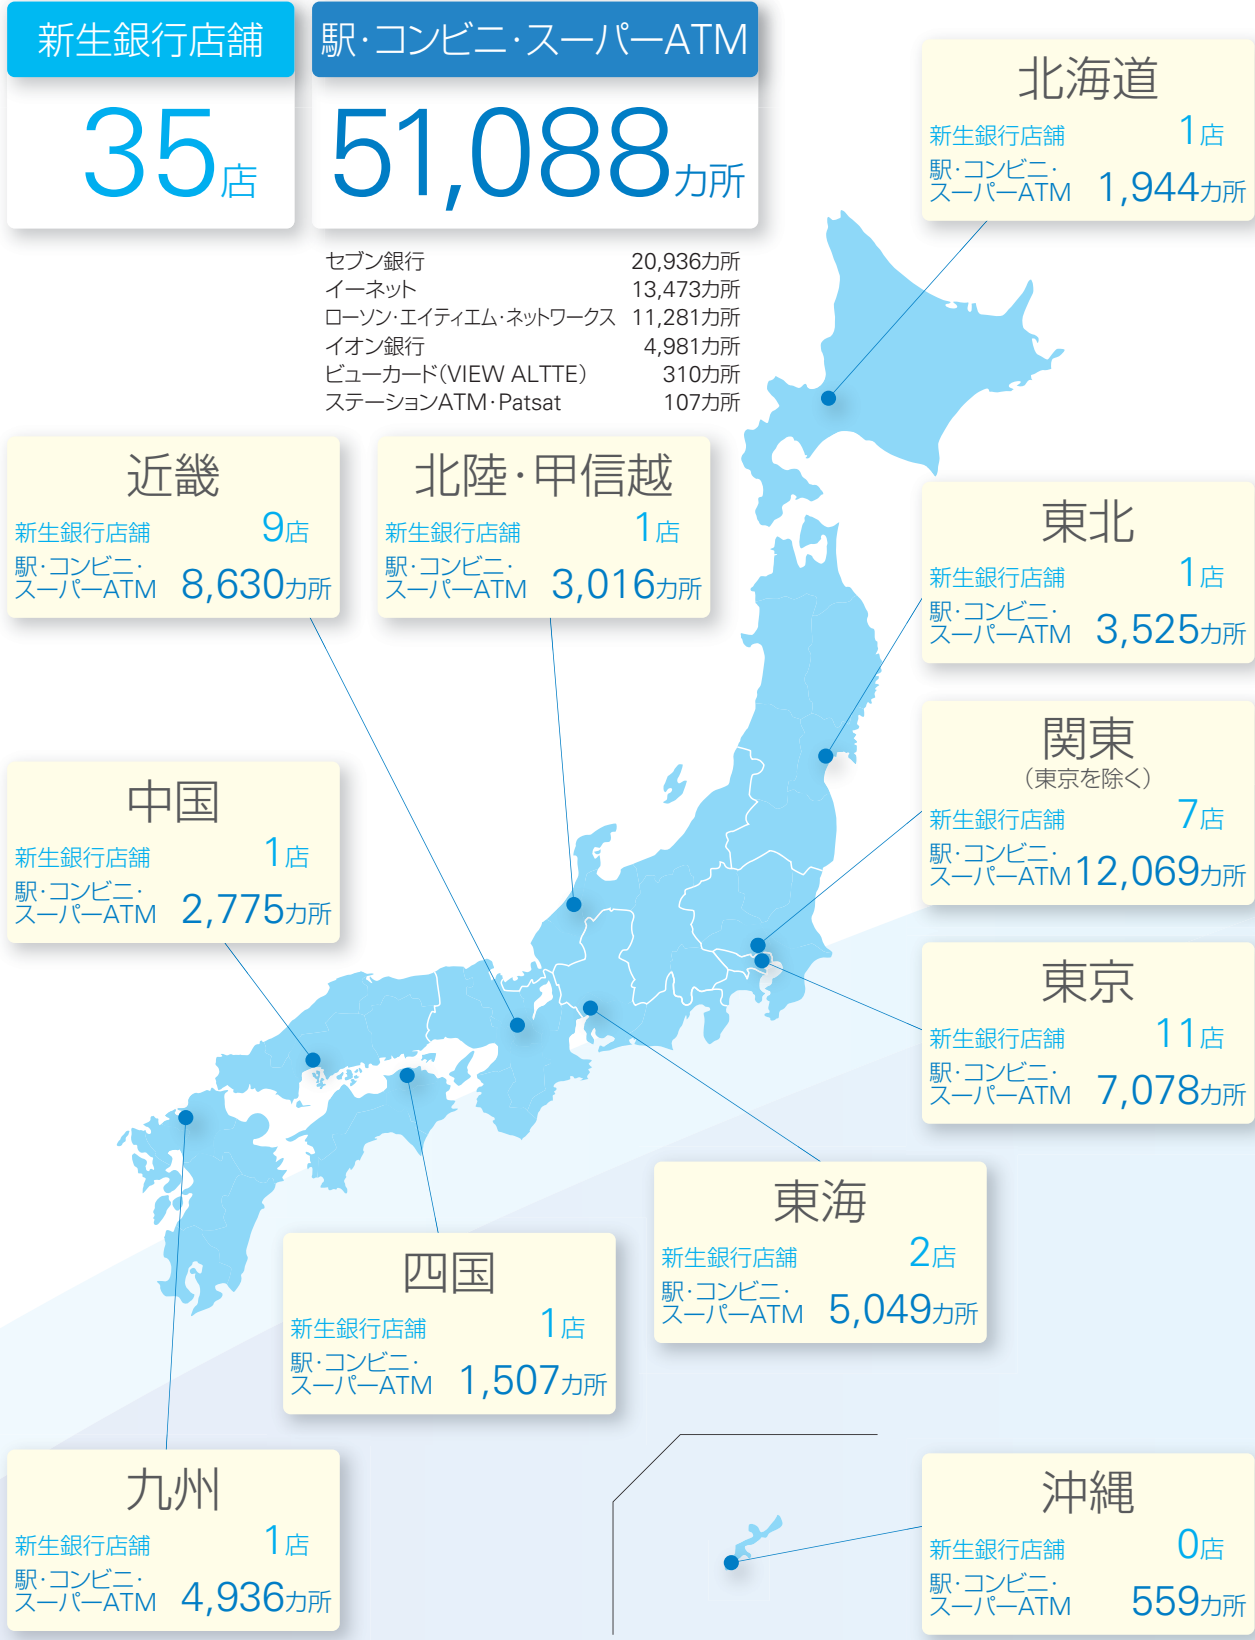 新生銀行店舗
35店
駅・コンビニ・スーパーATM
51,088カ所
セブン銀行 20,936カ所
イーネット 13,473カ所
ローソン・エイティエム・ネットワークス 11,281カ所
イオン銀行 4,981カ所
ビューカード(VIEW ALTTE) 310カ所
ステーションATM・Patsat 107カ所
北海道
新生銀行店舗 1店
駅・コンビニ・
スーパーATM 1,944カ所
近畿
新生銀行店舗 9店
駅・コンビニ・
スーパーATM 8,630カ所
北陸・甲信越
新生銀行店舗 1店
駅・コンビニ・
スーパーATM 3,016カ所
東北
新生銀行店舗 1店
駅・コンビニ・
スーパーATM 3,525カ所
関東
(東京を除く)
新生銀行店舗 7店
駅・コンビニ・
スーパーATM 12,069カ所
中国
新生銀行店舗 1店
駅・コンビニ・
スーパーATM 2,775カ所
東京
新生銀行店舗 11店
駅・コンビニ・
スーパーATM 7,078カ所
東海
新生銀行店舗 2店
駅・コンビニ・
スーパーATM 5,049カ所
四国
新生銀行店舗 1店
駅・コンビニ・
スーパーATM 1,507カ所
九州
新生銀行店舗 1店
駅・コンビニ・
スーパーATM 4,936カ所
沖縄
新生銀行店舗 0店
駅・コンビニ・
スーパーATM 559カ所